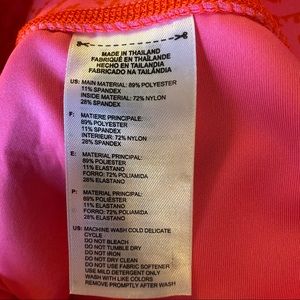 MADE IN THAILAND
FABRIQUÉ EN THAÏLANDE
HECHO EN TAILANDIA
FABRICADO NA TAILÂNDIA
US: MAIN MATERIAL: 89% POLYESTER
11% SPANDEX
INSIDE MATERIAL: 72% NYLON
28% SPANDEX
F: MATIERE PRINCIPALE:
89% POLYESTER
11% SPANDEX
INTERIEUR: 72% NYLON
28% SPANDEX
E: MATERIAL PRINCIPAL:
89% POLIESTER
11% ELASTANO
FORRO: 72% POLIAMIDA
28% ELASTANO
P: MATERIAL PRINCIPAL:
89% POLIÉSTER
11% ELASTANO
FORRO: 72% POLIAMIDA
28% ELASTANO
US: MACHINE WASH COLD DELICATE
CYCLE
DO NOT BLEACH
DO NOT TUMBLE DRY
DO NOT IRON
DO NOT DRY CLEAN
DO NOT USE FABRIC SOFTENER
USE MILD DETERGENT ONLY
WASH WITH LIKE COLORS
REMOVE PROMPTLY AFTER WASH